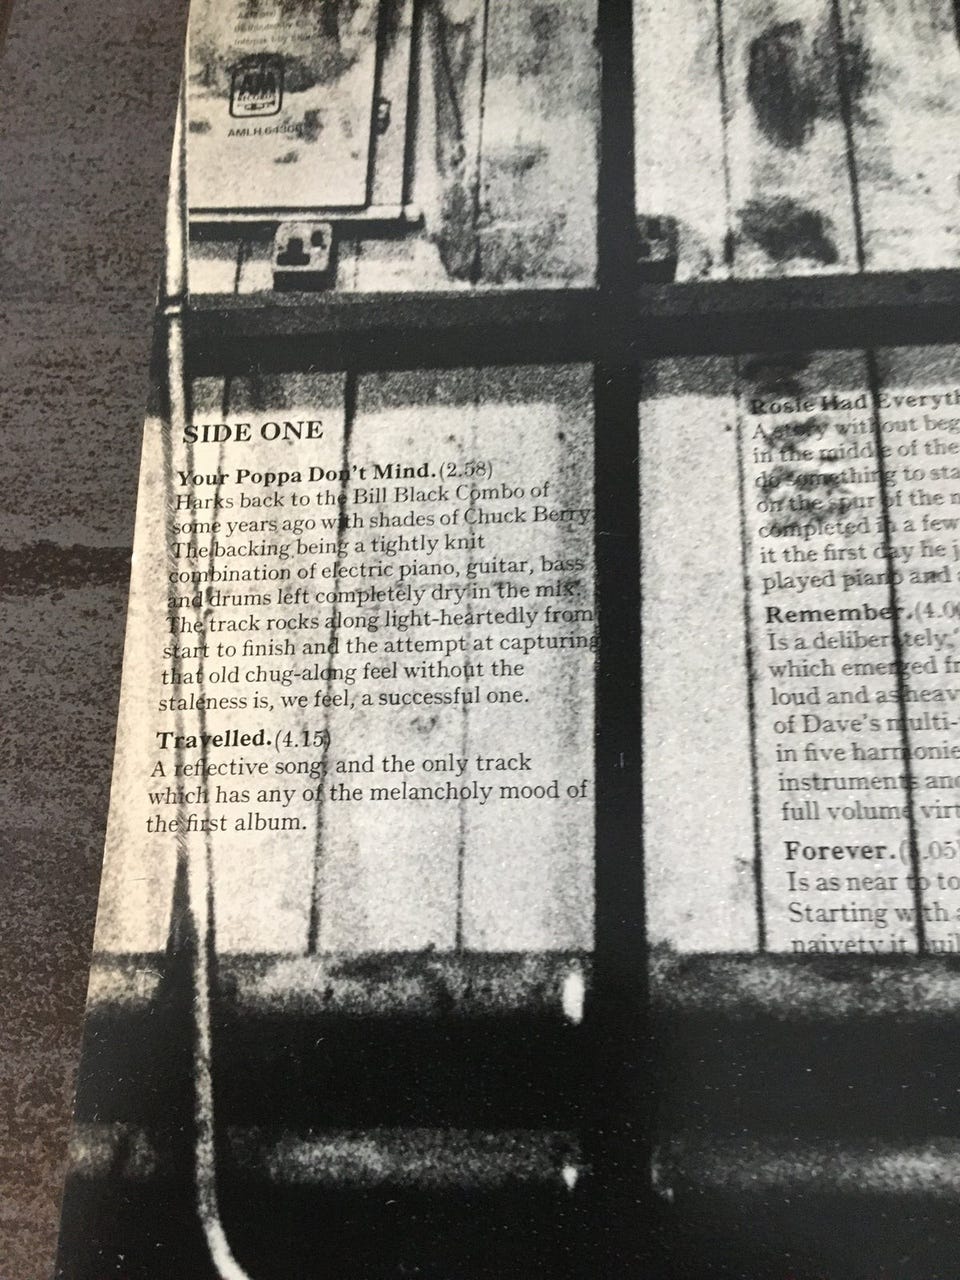 RECORDS
AMLH 64300
SIDE ONE
Your Poppa Don't Mind.(2.58)
Harks back to the Bill Black Combo of
some years ago with shades of Chuck Berry.
The backing being a tightly knit
combination of electric piano, guitar, bass
and drums left completely dry in the mix.
The track rocks along light-heartedly from
start to finish and the attempt at capturing
that old chug-along feel without the
staleness is, we feel, a successful one.
Travelled.(4.15)
A reflective song, and the only track
which has any of the melancholy mood of
the first album.
Rosie Had Everyth
A story without beg
in the middle of the
do something to sta
on the spur of the
completed in a few
it the first day he j
played piano and
Remember.(4.0
Is a deliberately,
which emerged fr
loud and as heav
of Dave's multi-
in five harmonie
instruments and
full volume virt
Forever.( .05
Is as near to to
Starting with
naivety it buil